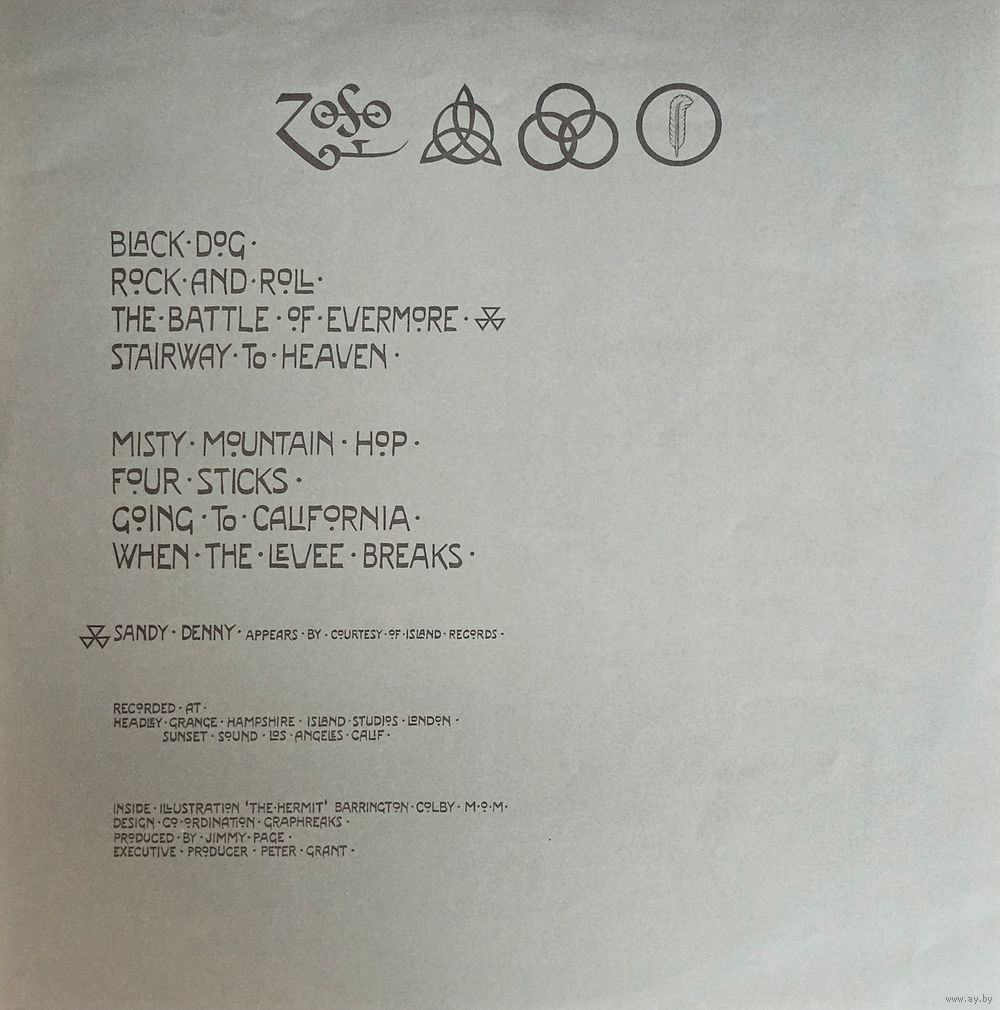 ZOSO
BLACK·DOG·
ROCK·AND·ROLL·
THE·BATTLE·OF·EVERMORE·
STAIRWAY·To·HEAVEN·
MISTY·MOUNTAIN·HOP·
FOUR·STICKS·
GOING·To·CALIFORNIA·
WHEN·THE·LEVEE·BREAKS·
SANDY·DENNY·APPEARS·BY·COURTESY·OF·ISLAND·RECORDS·
RECORDED·AT·
HEADLEY·GRANGE·HAMPSHIRE·ISLAND·STUDIOS·LONDON·
SUNSET·SOUND·LOS·ANGELES·CALIF·
INSIDE·ILLUSTRATION 'THE·HERMIT' BARRINGTON·COLBY·M·O·M·
DESIGN·CO·ORDINATION·GRAPHREAKS·
PRODUCED·BY·JIMMY·PAGE·
EXECUTIVE·PRODUCER·PETER·GRANT·
www.ay.by